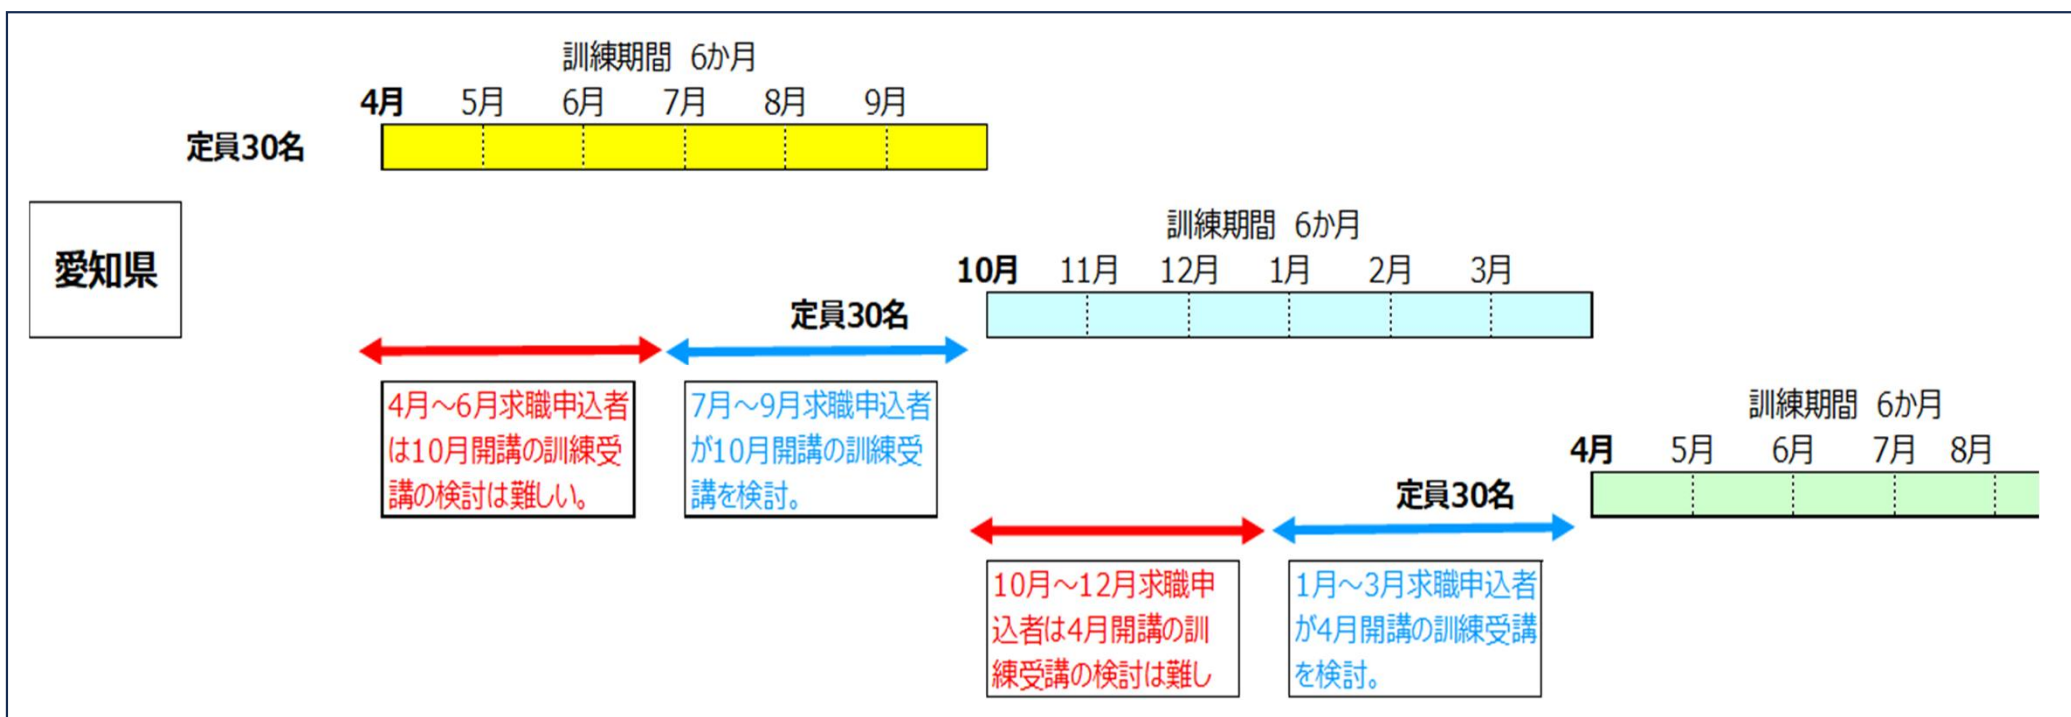 訓練期間 6か月
4月 5月 6月 7月 8月 9月
定員30名
愛知県
訓練期間 6か月
10月 11月 12月 1月 2月 3月
定員30名
4月～6月求職申込者
は10月開講の訓練受
講の検討は難しい。
7月～9月求職申込者
が10月開講の訓練受
講を検討。
訓練期間 6か月
4月 5月 6月 7月 8月
定員30名
10月～12月求職申
込者は4月開講の訓
練受講の検討は難し
1月～3月求職申込者
が4月開講の訓練受講
を検討。